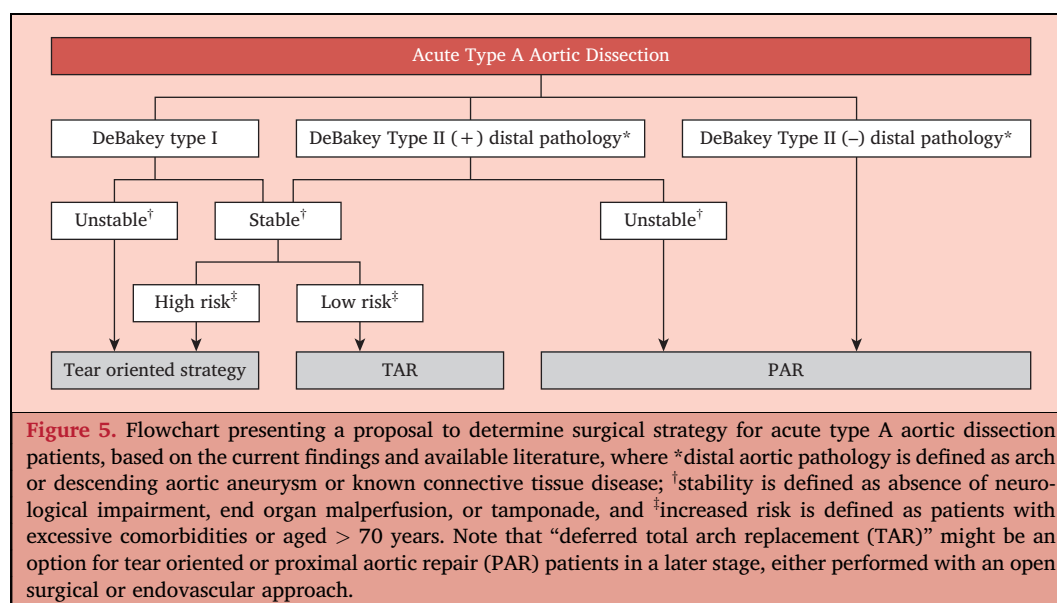 Acute Type A Aortic Dissection
DeBakey type I
DeBakey Type II (+) distal pathology*
DeBakey Type II (–) distal pathology*
Unstable†
Stable†
Unstable†
High risk‡
Low risk‡
Tear oriented strategy
TAR
PAR
Figure 5. Flowchart presenting a proposal to determine surgical strategy for acute type A aortic dissection
patients, based on the current findings and available literature, where *distal aortic pathology is defined as arch
or descending aortic aneurysm or known connective tissue disease; †stability is defined as absence of neuro-
logical impairment, end organ malperfusion, or tamponade, and ‡increased risk is defined as patients with
excessive comorbidities or aged > 70 years. Note that “deferred total arch replacement (TAR)” might be an
option for tear oriented or proximal aortic repair (PAR) patients in a later stage, either performed with an open
surgical or endovascular approach.